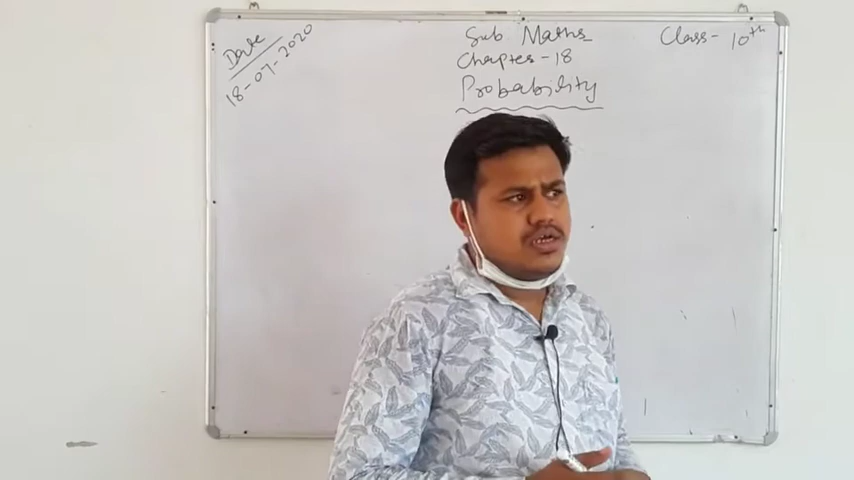 Date
18-07-2020
Sub Maths
Chapter-18
Probability
Class- 10th